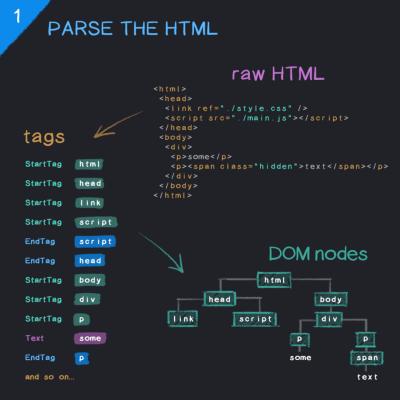 1
PARSE THE HTML
raw HTML
<html>
<head>
<link ref="./style.css" />
<script src="./main.js"></script>
</head>
<body>
<div>
<p>some</p>
<p><span class="hidden">text</span></p>
</div>
</body>
</html>
tags
StartTag html
StartTag head
StartTag link
StartTag script
EndTag script
EndTag head
StartTag body
StartTag div
StartTag p
Text some
EndTag p
and so on...
DOM nodes
html
head body
link script div
p p
some span
text